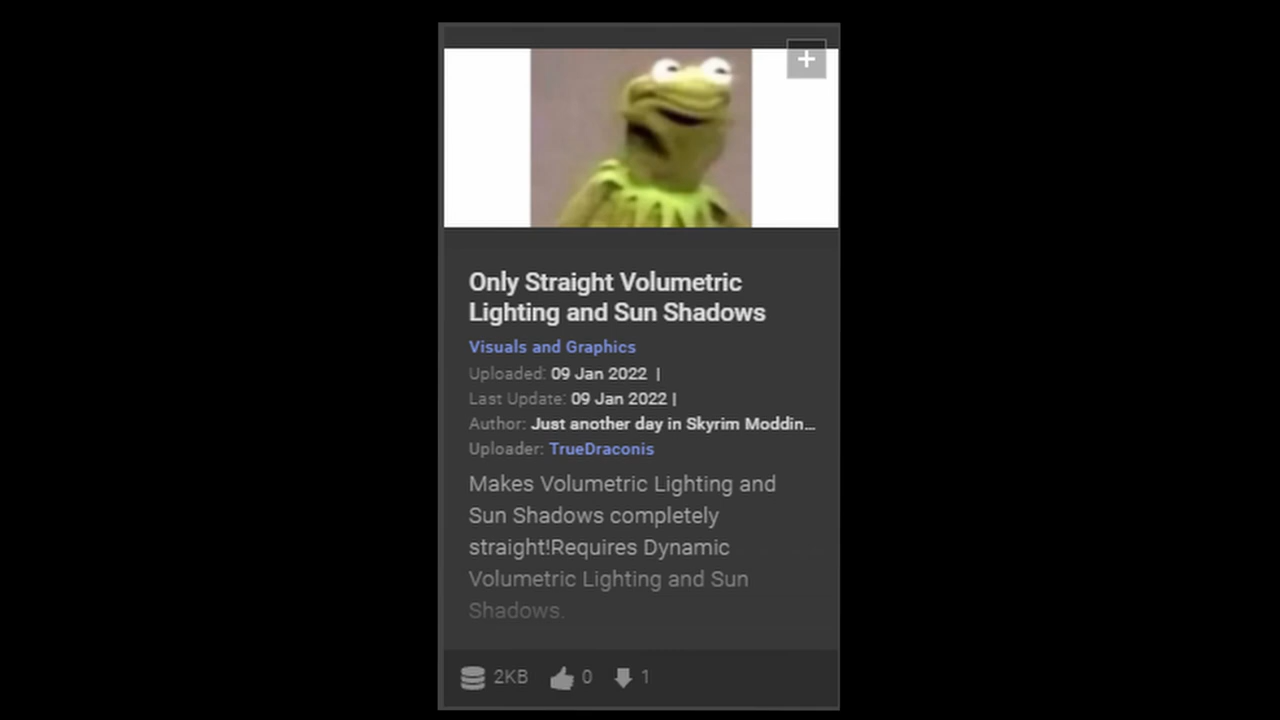 +
Only Straight Volumetric
Lighting and Sun Shadows
Visuals and Graphics
Uploaded: 09 Jan 2022 |
Last Update: 09 Jan 2022 |
Author: Just another day in Skyrim Moddin...
Uploader: TrueDraconis
Makes Volumetric Lighting and
Sun Shadows completely
straight!Requires Dynamic
Volumetric Lighting and Sun
Shadows.
2KB 0 1